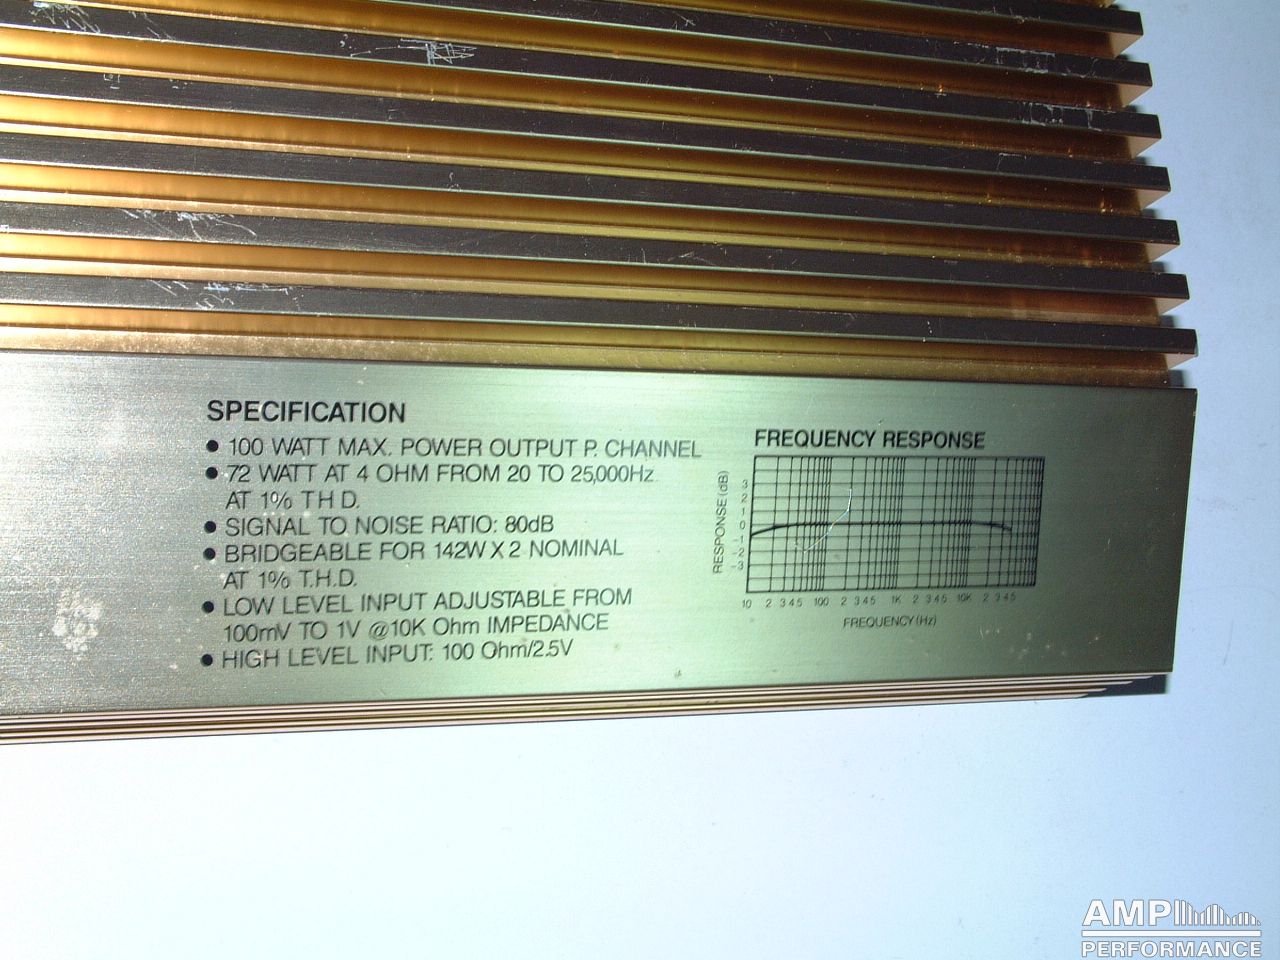 SPECIFICATION
● 100 WATT MAX. POWER OUTPUT P. CHANNEL
● 72 WATT AT 4 OHM FROM 20 TO 25,000Hz
AT 1% T.H.D.
● SIGNAL TO NOISE RATIO: 80dB
● BRIDGEABLE FOR 142W X 2 NOMINAL
AT 1% T.H.D.
● LOW LEVEL INPUT ADJUSTABLE FROM
100mV TO 1V @10K Ohm IMPEDANCE
● HIGH LEVEL INPUT: 100 Ohm/2.5V
FREQUENCY RESPONSE
RESPONSE (dB)
3
2
1
0
-1
-2
-3
10 2 3 4 5 100 2 3 4 5 1K 2 3 4 5 10K 2 3 4 5
FREQUENCY (Hz)
AMP
PERFORMANCE